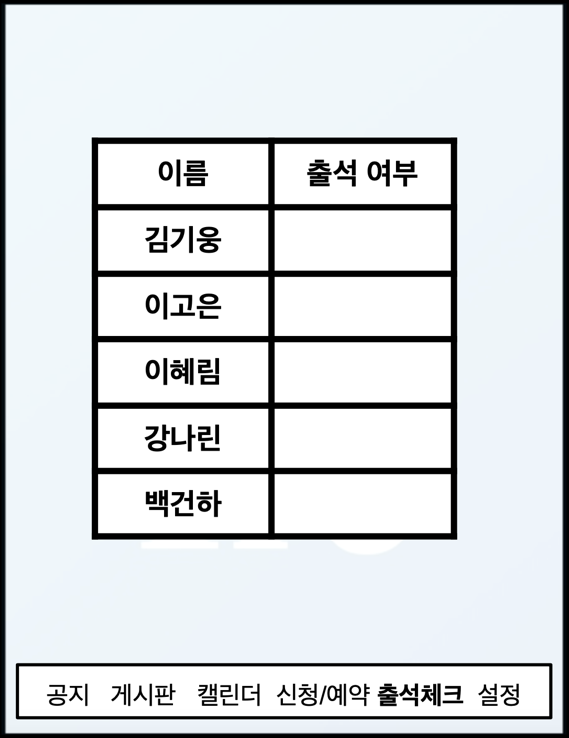 이름 출석 여부
김기웅
이고은
이혜림
강나린
백건하
공지 게시판 캘린더 신청/예약 출석체크 설정